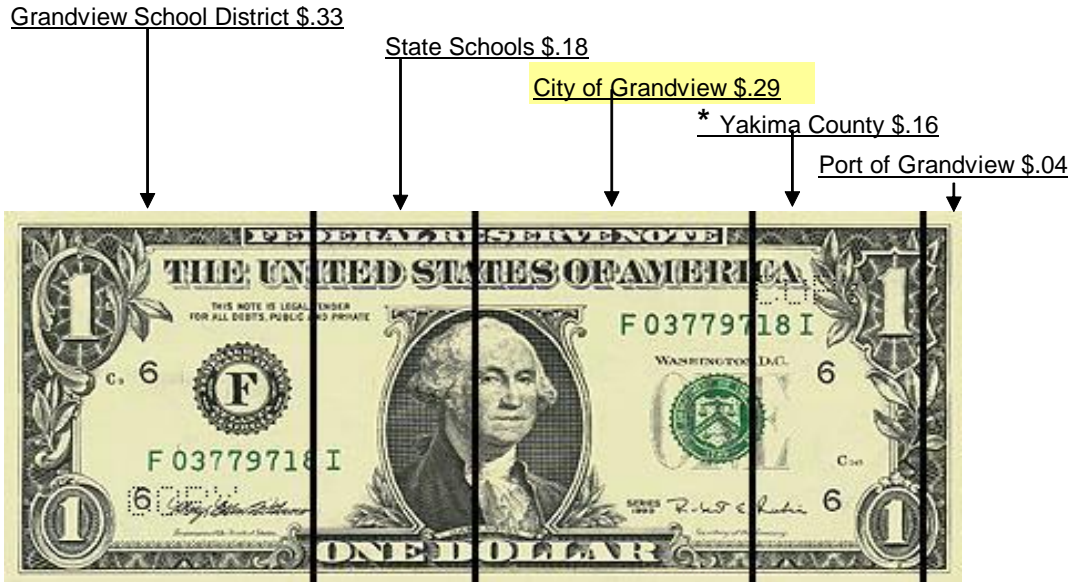 Grandview School District $.33
State Schools $.18
City of Grandview $.29
* Yakima County $.16
Port of Grandview $.04
FEDERAL RESERVE NOTE
THE UNITED STATES OF AMERICA
THIS NOTE IS LEGAL TENDER
FOR ALL DEBTS, PUBLIC AND PRIVATE
F 03779718 I
WASHINGTON, D.C.
6
6
F
ONE
F 03779718 I
6
6
SERIES
1
1
1
1
ONE DOLLAR